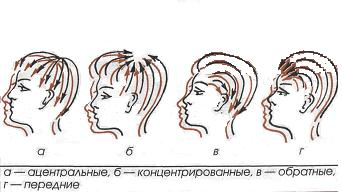 а б в г
а — ацентральные, б — концентрированные, в — обратные,
г — передние